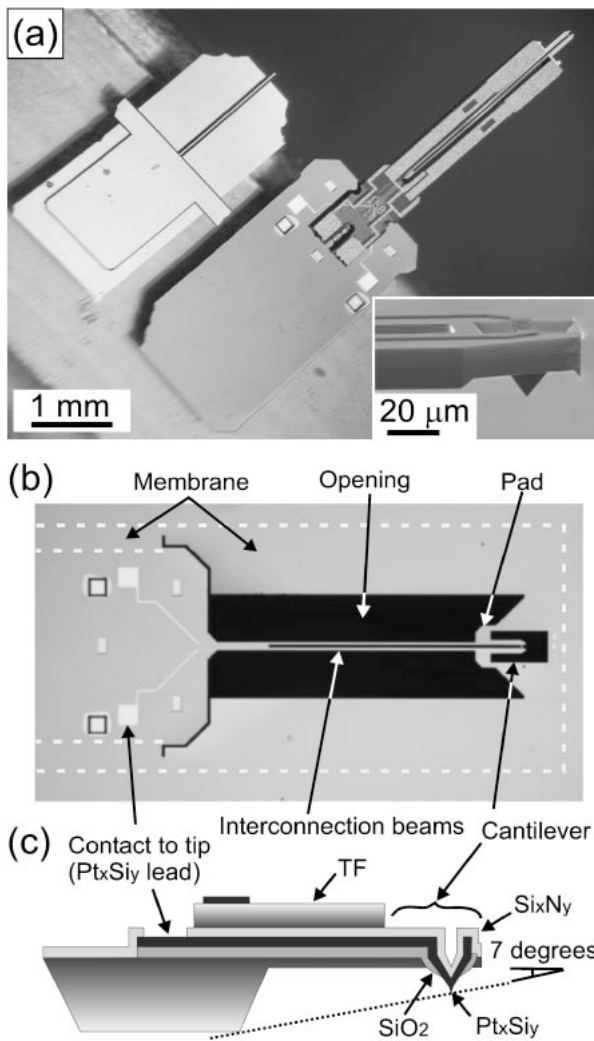 (a)
1 mm
20 μm
(b)
Membrane
Opening
Pad
Interconnection beams
Cantilever
Contact to tip
(PtxSiy lead)
(c)
TF
SixNy
7 degrees
SiO2
PtxSiy